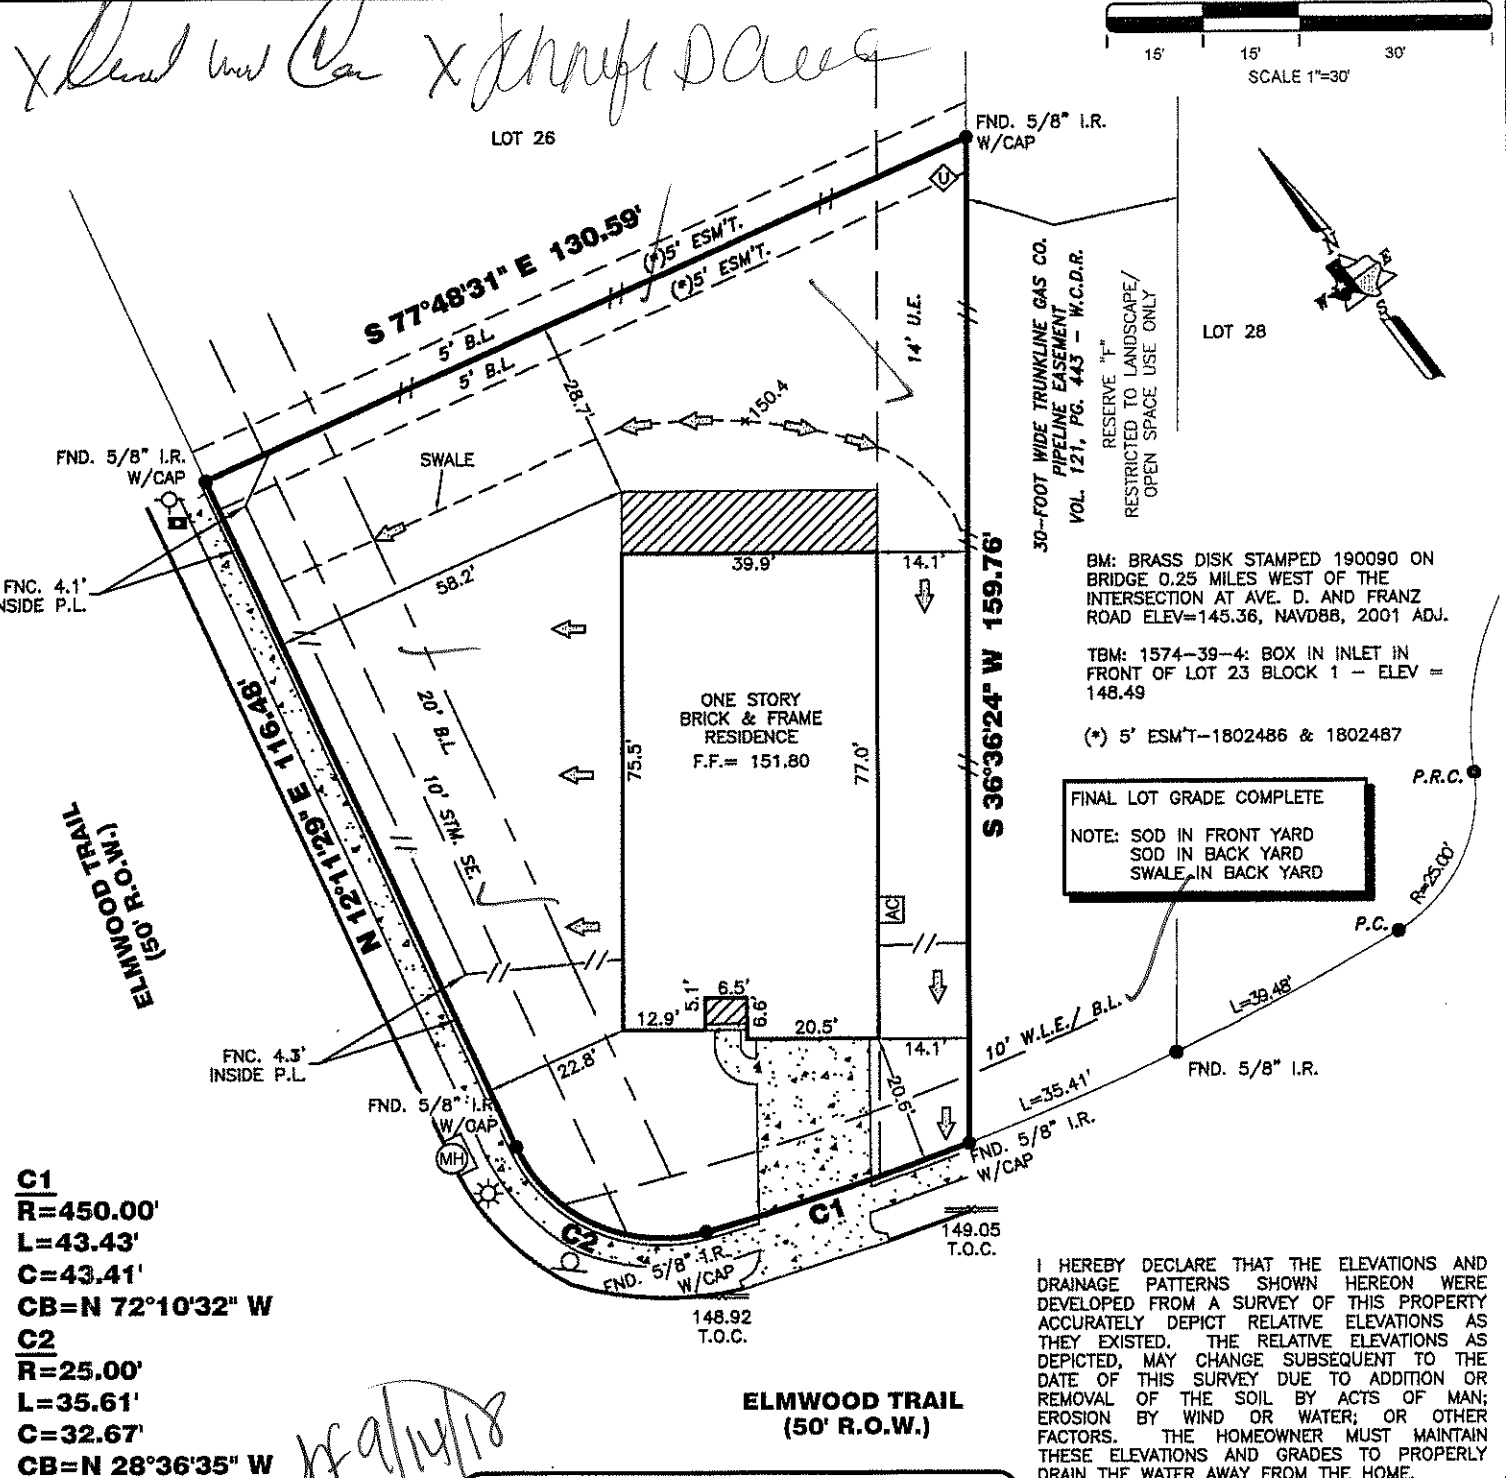 15'
15'
30'
SCALE 1"=30'
LOT 26
FND. 5/8" I.R.
W/CAP
U
S 77°48'31" E 130.59'
(*)5' ESM'T.
(*)5' ESM'T.
5' B.L.
5' B.L.
28.7'
14' U.E.
30-FOOT WIDE TRUNKLINE GAS CO.
PIPELINE EASEMENT
VOL. 121, PG. 443 - W.C.D.R.
RESERVE "F"
RESTRICTED TO LANDSCAPE/
OPEN SPACE USE ONLY
LOT 28
N
E
W
S
150.4
FND. 5/8" I.R.
W/CAP
SWALE
58.2'
39.9'
14.1'
FNC. 4.1'
NSIDE P.L.
BM: BRASS DISK STAMPED 190090 ON
BRIDGE 0.25 MILES WEST OF THE
INTERSECTION AT AVE. D. AND FRANZ
ROAD ELEV=145.36, NAVD88, 2001 ADJ.
TBM: 1574-39-4: BOX IN INLET IN
FRONT OF LOT 23 BLOCK 1 - ELEV =
148.49
(*) 5' ESM'T-1802486 & 1802487
S 36°36'24" W 159.76'
ONE STORY
BRICK & FRAME
RESIDENCE
F.F.= 151.80
75.5'
77.0'
20' B.L.
10' STM. SE.
N 12°11'29" E 116.48'
ELMWOOD TRAIL
(50' R.O.W.)
FINAL LOT GRADE COMPLETE
NOTE: SOD IN FRONT YARD
SOD IN BACK YARD
SWALE IN BACK YARD
P.R.C.
R=25.00'
P.C.
L=39.48'
AC
5.1'
6.5'
6.6'
12.9'
20.5'
14.1'
10' W.L.E./ B.L.
FND. 5/8" I.R.
L=35.41'
FNC. 4.3'
INSIDE P.L.
22.8'
20.6'
FND. 5/8" I.R.
W/CAP
MH
FND. 5/8" I.R.
W/CAP
C1
C2
FND. 5/8" I.R.
W/CAP
149.05
T.O.C.
148.92
T.O.C.
C1
R=450.00'
L=43.43'
C=43.41'
CB=N 72°10'32" W
C2
R=25.00'
L=35.61'
C=32.67'
CB=N 28°36'35" W
9/14/18
ELMWOOD TRAIL
(50' R.O.W.)
I HEREBY DECLARE THAT THE ELEVATIONS AND
DRAINAGE PATTERNS SHOWN HEREON WERE
DEVELOPED FROM A SURVEY OF THIS PROPERTY
ACCURATELY DEPICT RELATIVE ELEVATIONS AS
THEY EXISTED. THE RELATIVE ELEVATIONS AS
DEPICTED, MAY CHANGE SUBSEQUENT TO THE
DATE OF THIS SURVEY DUE TO ADDITION OR
REMOVAL OF THE SOIL BY ACTS OF MAN;
EROSION BY WIND OR WATER; OR OTHER
FACTORS. THE HOMEOWNER MUST MAINTAIN
THESE ELEVATIONS AND GRADES TO PROPERLY
DRAIN THE WATER AWAY FROM THE HOME.